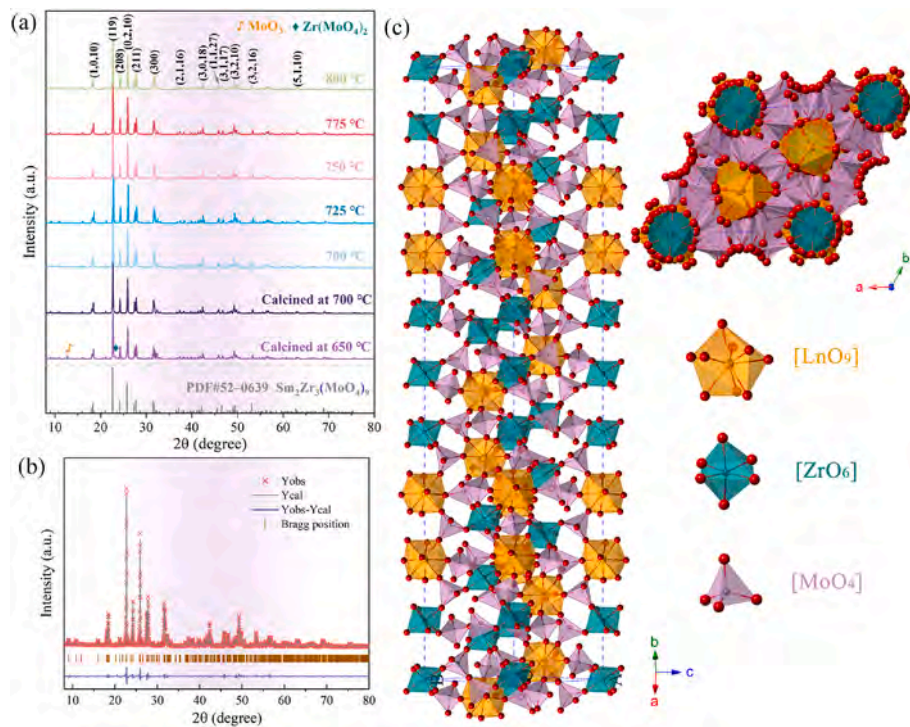 (a)
♪ MoO3 ♦ Zr(MoO4)2
(1,0,10)
(119)
(208)
(0,2,10)
(211)
(300)
(2,1,16)
(3,0,18)
(1,1,27)
(3,1,17)
(3,2,10)
(3,2,16)
(5,1,10)
800 °C
775 °C
750 °C
725 °C
700 °C
Calcined at 700 °C
Calcined at 650 °C
PDF#52-0639 Sm2Zr3(MoO4)9
Intensity (a.u.)
10 20 30 40 50 60 70 80
2θ (degree)
(b)
Yobs
Ycal
Yobs-Ycal
Bragg position
Intensity (a.u.)
10 20 30 40 50 60 70 80
2θ (degree)
(c)
b
a
[LnO9]
[ZrO6]
[MoO4]
b
c
a